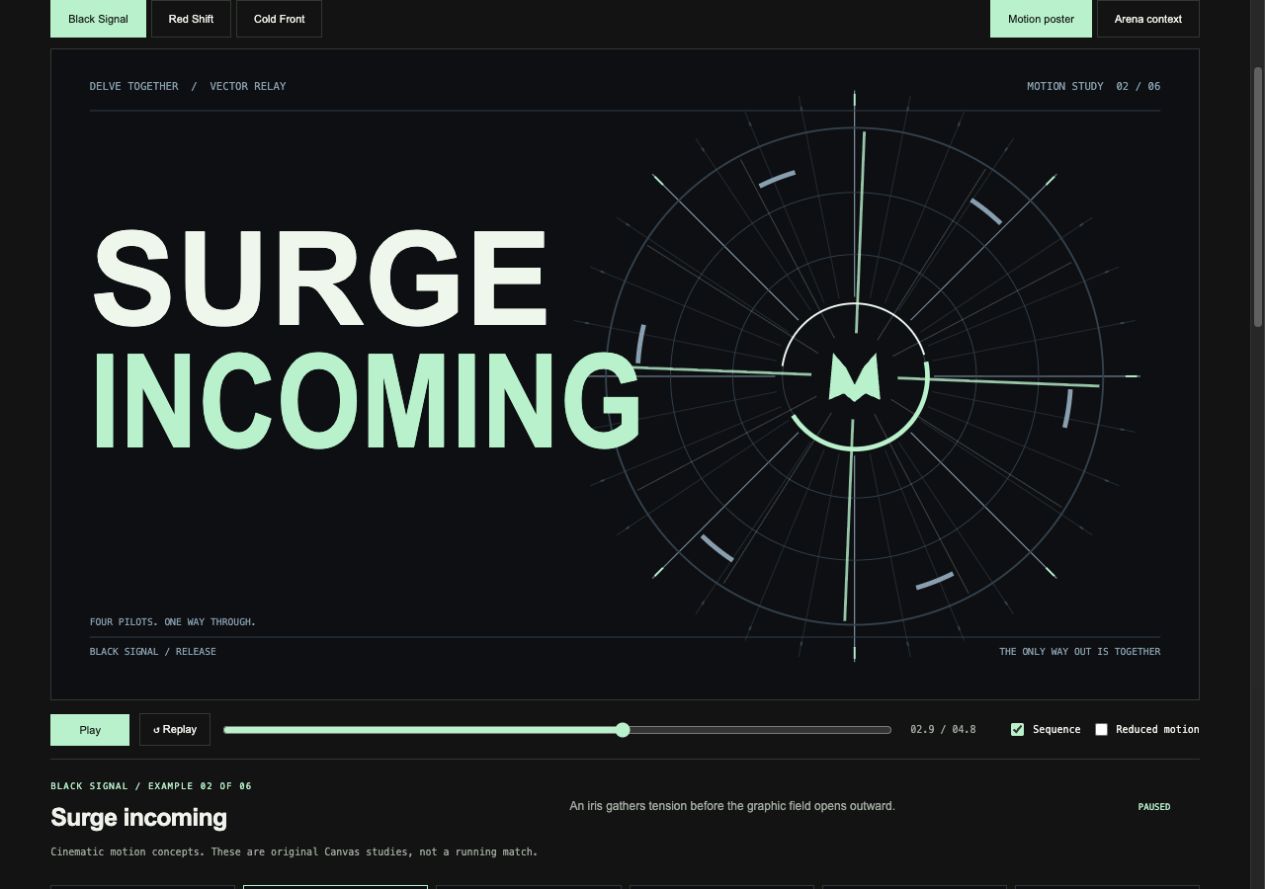 Black Signal
Red Shift
Cold Front
Motion poster
Arena context
DELVE TOGETHER / VECTOR RELAY
MOTION STUDY 02 / 06
SURGE
INCOMING
FOUR PILOTS. ONE WAY THROUGH.
BLACK SIGNAL / RELEASE
THE ONLY WAY OUT IS TOGETHER
Play
↺ Replay
02.9 / 04.8
Sequence
Reduced motion
BLACK SIGNAL / EXAMPLE 02 OF 06
Surge incoming
An iris gathers tension before the graphic field opens outward.
PAUSED
Cinematic motion concepts. These are original Canvas studies, not a running match.